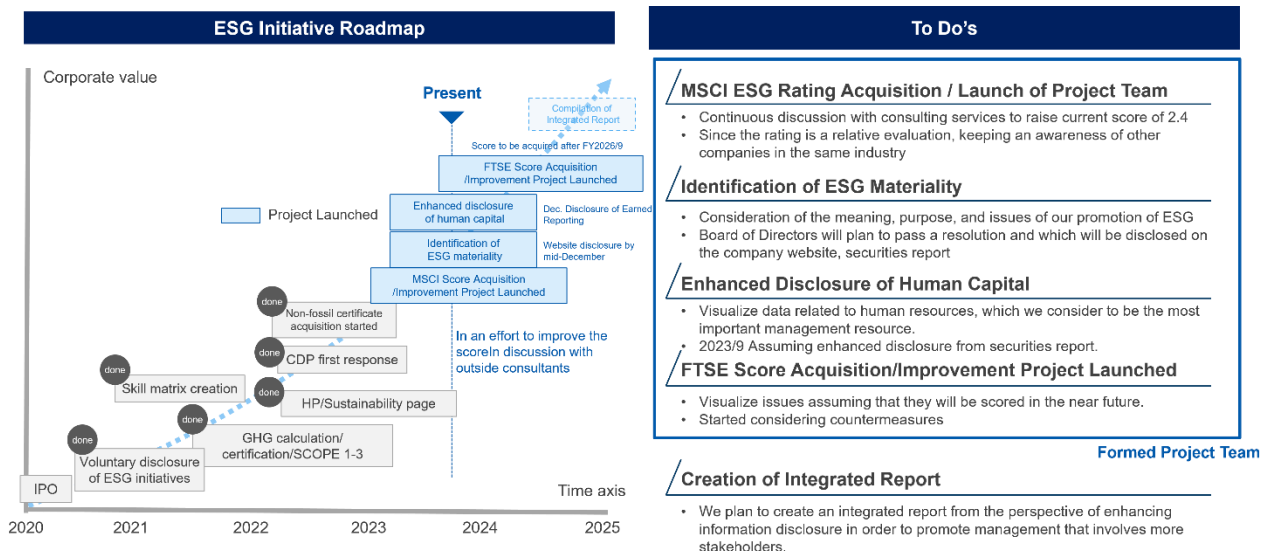 ESG Initiative Roadmap
Corporate value
Present
Compilation of
Integrated Report
Score to be acquired after FY2026/9
FTSE Score Acquisition
/Improvement Project Launched
Project Launched
Enhanced disclosure
of human capital
Dec. Disclosure of Earned
Reporting
Identification of
ESG materiality
Website disclosure by
mid-December
MSCI Score Acquisition
/Improvement Project Launched
done
Non-fossil certificate
acquisition started
In an effort to improve the
scoreIn discussion with
outside consultants
done
CDP first response
done
Skill matrix creation
done
HP/Sustainability page
done
GHG calculation/
certification/SCOPE 1-3
done
Voluntary disclosure
of ESG initiatives
IPO
Time axis
2020
2021
2022
2023
2024
2025
To Do's
MSCI ESG Rating Acquisition / Launch of Project Team
• Continuous discussion with consulting services to raise current score of 2.4
• Since the rating is a relative evaluation, keeping an awareness of other
companies in the same industry
Identification of ESG Materiality
• Consideration of the meaning, purpose, and issues of our promotion of ESG
• Board of Directors will plan to pass a resolution and which will be disclosed on
the company website, securities report
Enhanced Disclosure of Human Capital
• Visualize data related to human resources, which we consider to be the most
important management resource.
• 2023/9 Assuming enhanced disclosure from securities report.
FTSE Score Acquisition/Improvement Project Launched
• Visualize issues assuming that they will be scored in the near future.
• Started considering countermeasures
Formed Project Team
Creation of Integrated Report
• We plan to create an integrated report from the perspective of enhancing
information disclosure in order to promote management that involves more
stakeholders.